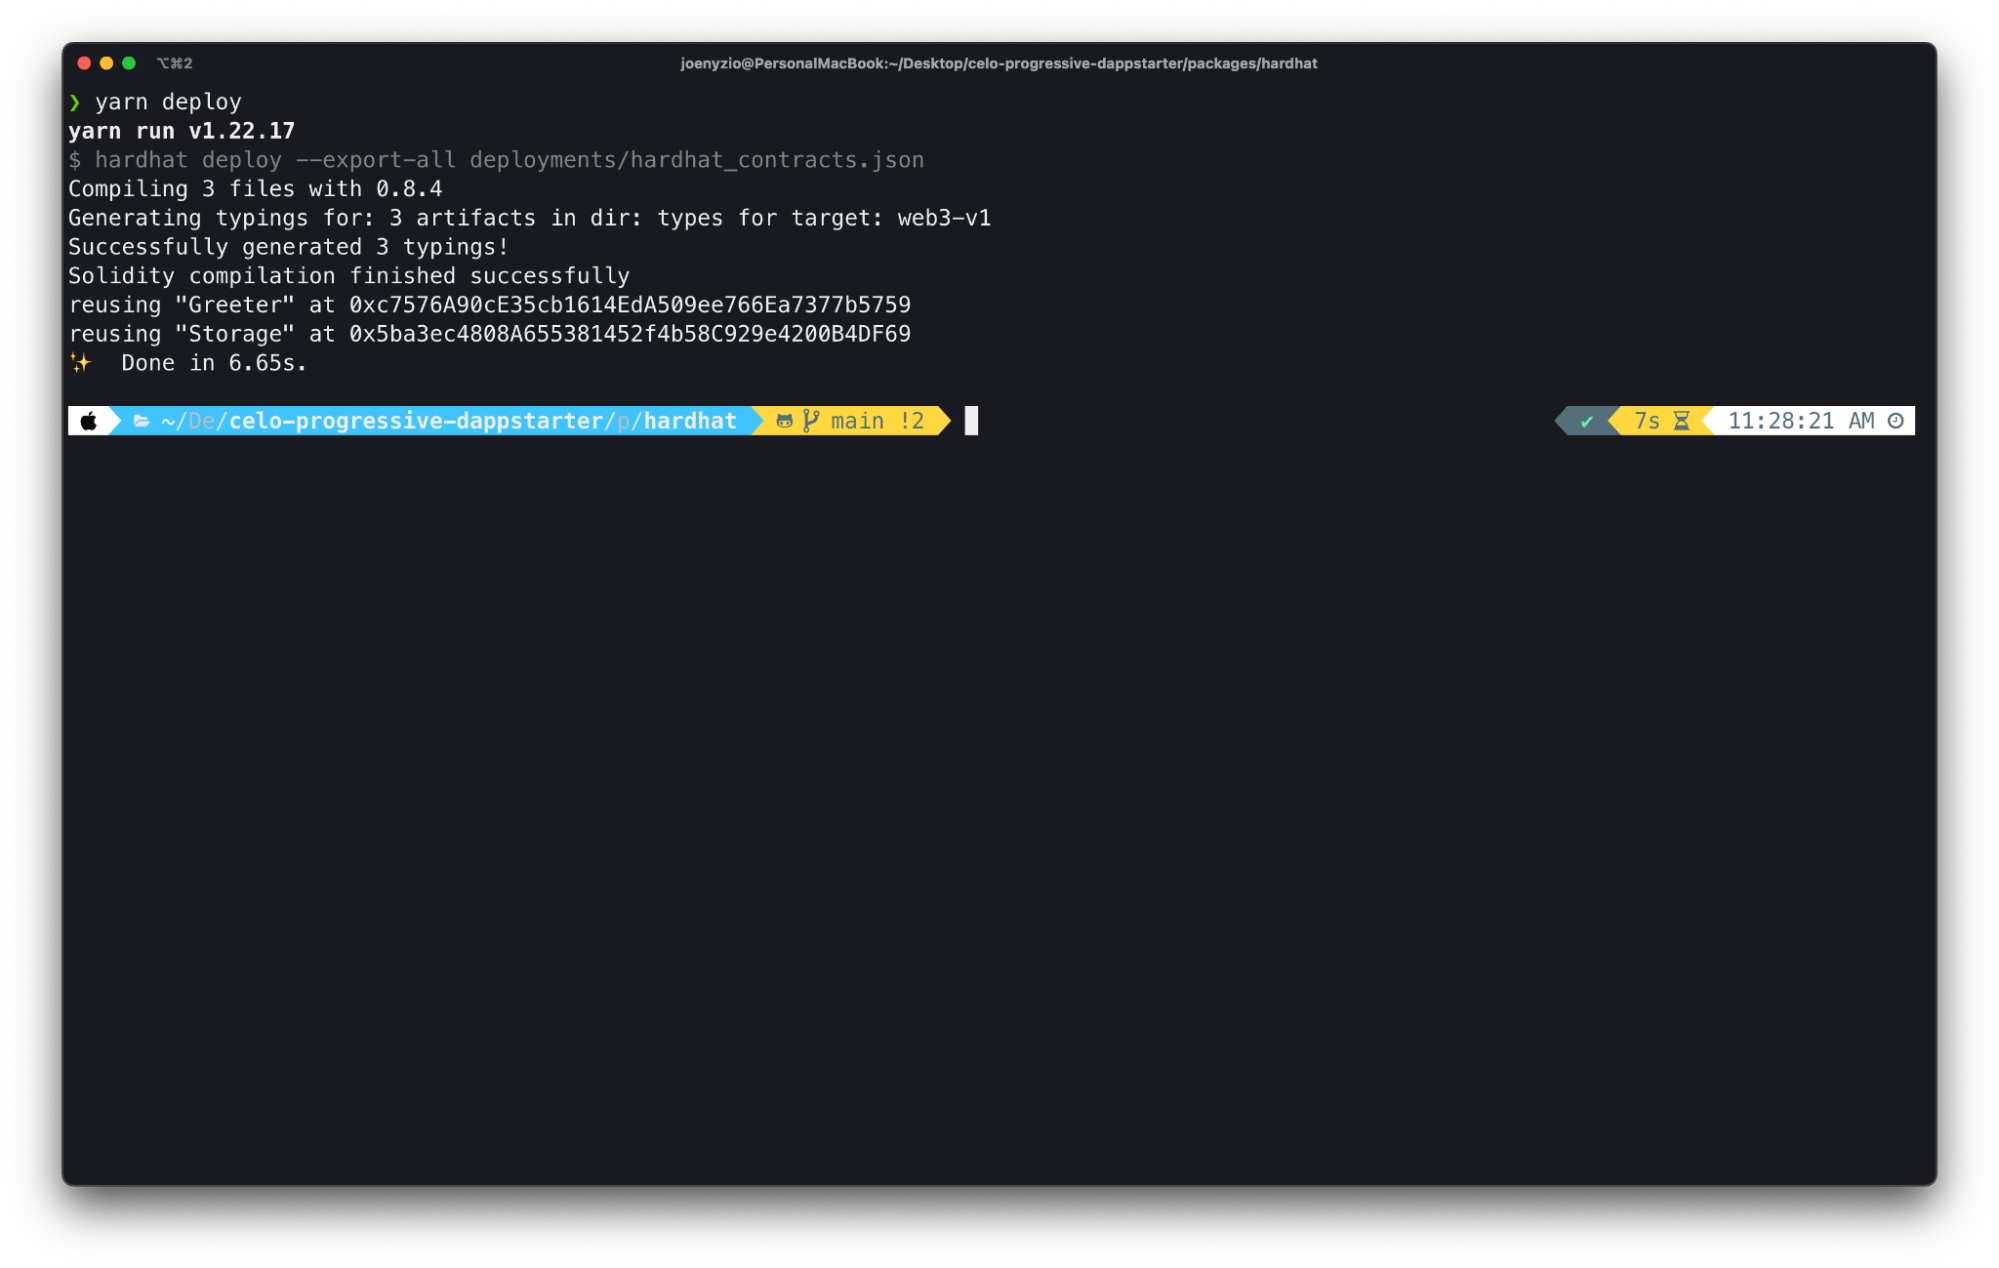 ⌥⌘2
joenyzio@PersonalMacBook:~/Desktop/celo-progressive-dappstarter/packages/hardhat
❯ yarn deploy
yarn run v1.22.17
$ hardhat deploy --export-all deployments/hardhat_contracts.json
Compiling 3 files with 0.8.4
Generating typings for: 3 artifacts in dir: types for target: web3-v1
Successfully generated 3 typings!
Solidity compilation finished successfully
reusing "Greeter" at 0xc7576A90cE35cb1614EdA509ee766Ea7377b5759
reusing "Storage" at 0x5ba3ec4808A655381452f4b58C929e4200B4DF69
✨ Done in 6.65s.
~/De/celo-progressive-dappstarter/p/hardhat main !2 ✔ 7s 11:28:21 AM